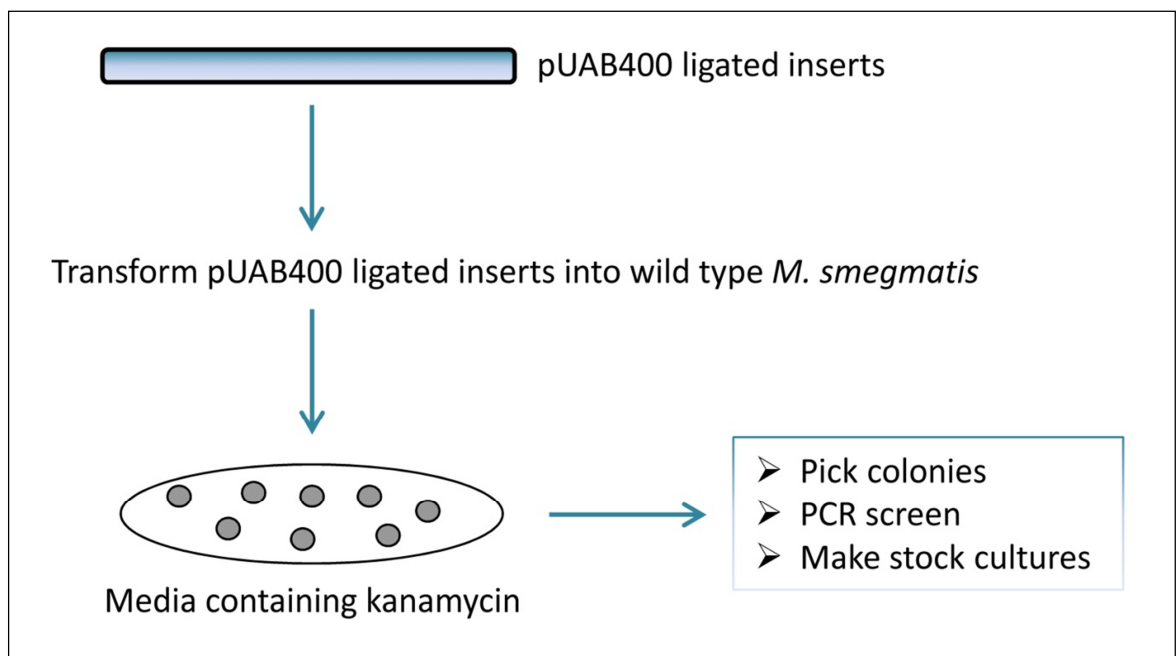 pUAB400 ligated inserts
Transform pUAB400 ligated inserts into wild type M. smegmatis
➢ Pick colonies
➢ PCR screen
➢ Make stock cultures
Media containing kanamycin